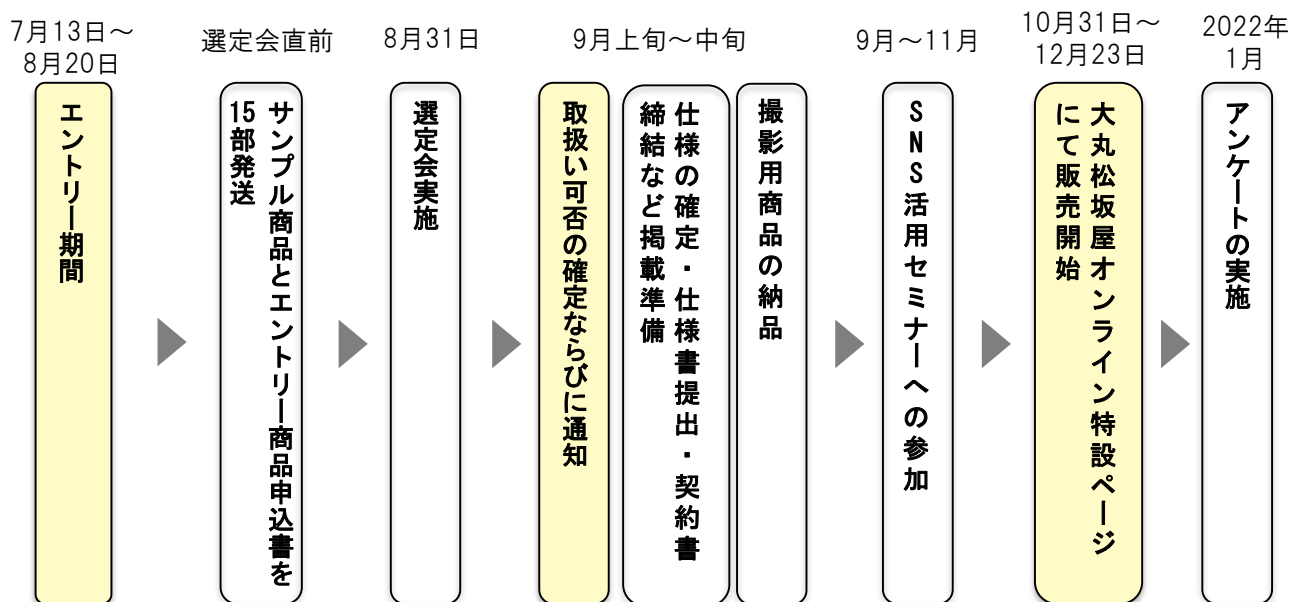 7月13日～
8月20日
エントリー期間
選定会直前
サンプル商品とエントリー商品申込書を
15部発送
8月31日
選定会実施
9月上旬～中旬
取扱い可否の確定ならびに通知
仕様の確定・仕様書提出・契約書
締結など掲載準備
撮影用商品の納品
9月～11月
SNS活用セミナーへの参加
10月31日～
12月23日
大丸松坂屋オンライン特設ページ
にて販売開始
2022年
1月
アンケートの実施